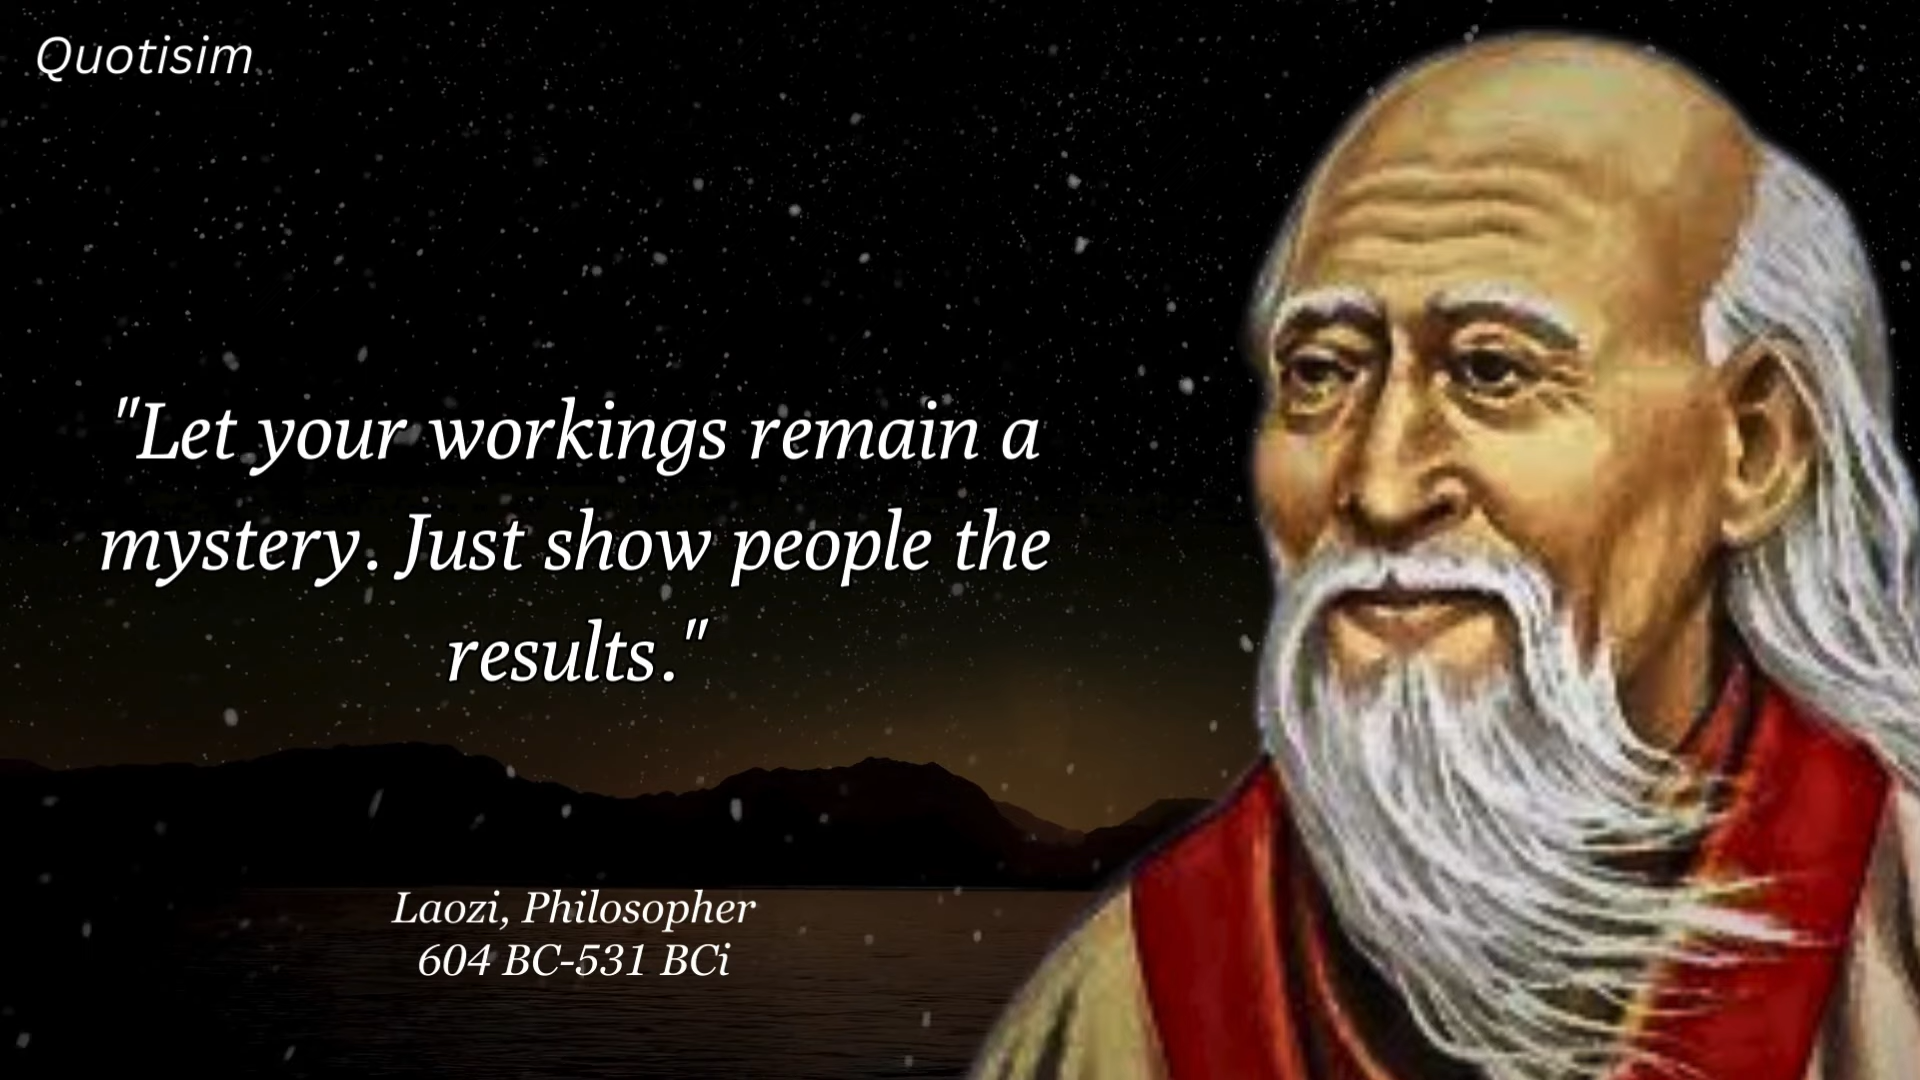 Quotisim
"Let your workings remain a
mystery. Just show people the
results."
Laozi, Philosopher
604 BC-531 BCi